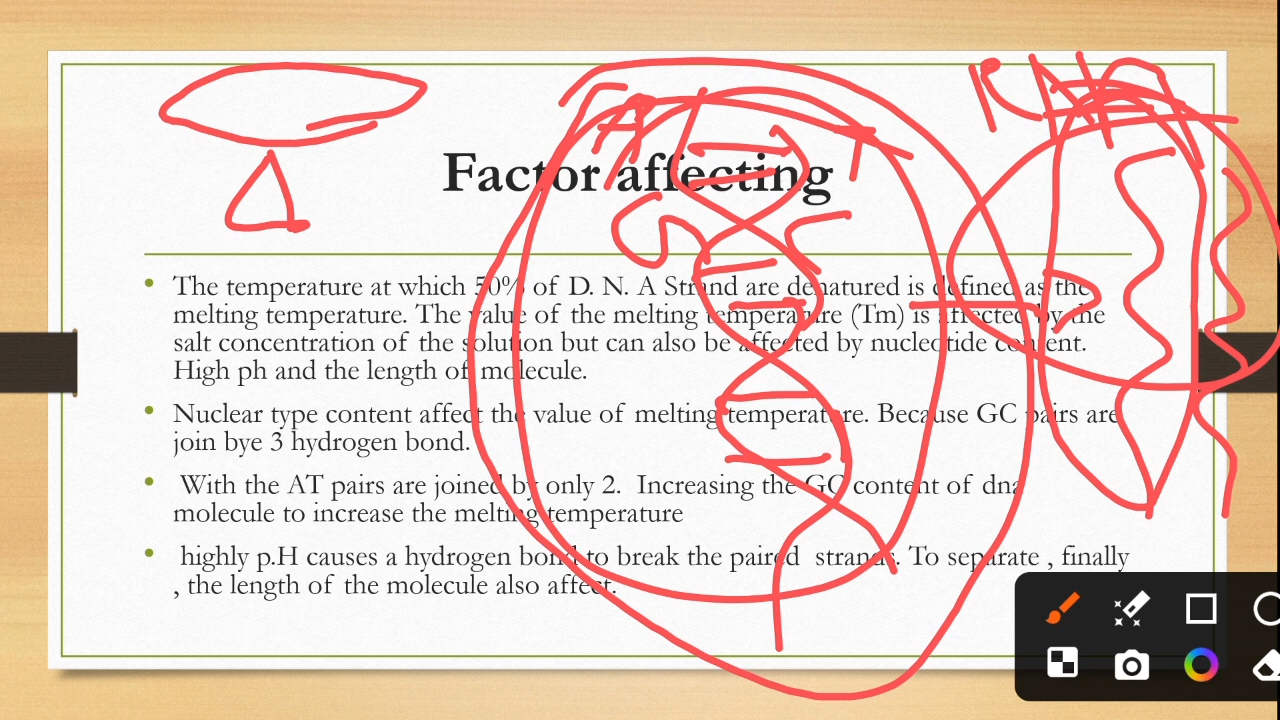 Factor affecting
• The temperature at which 50% of D. N. A Strand are denatured is defined as the
melting temperature. The value of the melting temperature (Tm) is affected by the
salt concentration of the solution but can also be affected by nucleotide content.
High ph and the length of molecule.
• Nuclear type content affect the value of melting temperature. Because GC pairs are
join bye 3 hydrogen bond.
• With the AT pairs are joined by only 2. Increasing the GC content of dna
molecule to increase the melting temperature
• highly p.H causes a hydrogen bond to break the paired strands. To separate , finally
, the length of the molecule also affect.
A T
G C